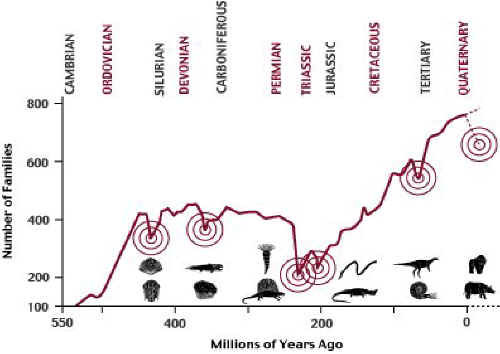 CAMBRIAN
ORDOVICIAN
SILURIAN
DEVONIAN
CARBONIFEROUS
PERMIAN
TRIASSIC
JURASSIC
CRETACEOUS
TERTIARY
QUATERNARY
Number of Families
800
600
400
200
100
550 400 200 0
Millions of Years Ago